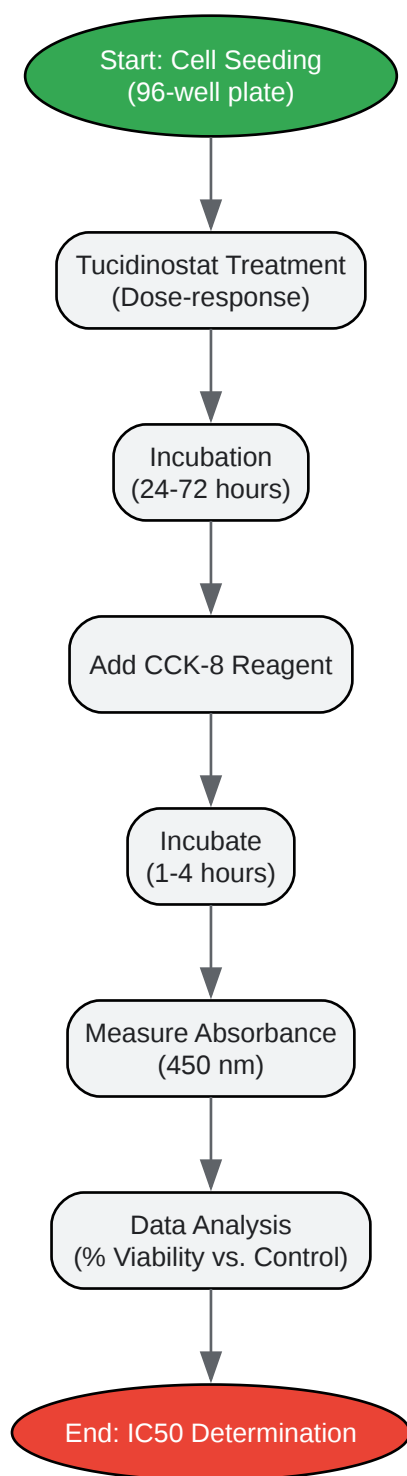 Start: Cell Seeding
(96-well plate)
Tucidinostat Treatment
(Dose-response)
Incubation
(24-72 hours)
Add CCK-8 Reagent
Incubate
(1-4 hours)
Measure Absorbance
(450 nm)
Data Analysis
(% Viability vs. Control)
End: IC50 Determination